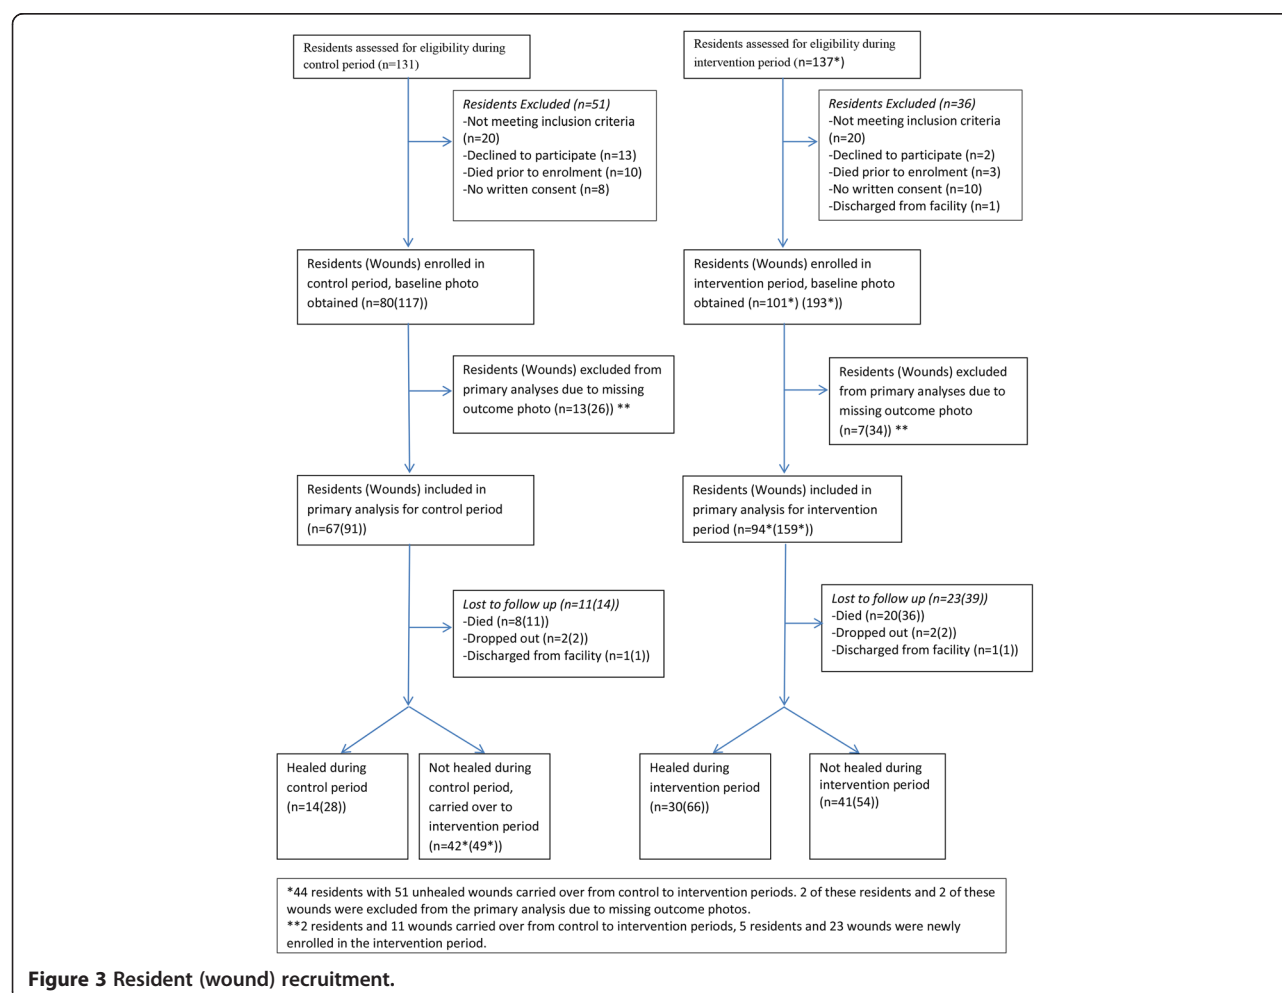 Residents assessed for eligibility during
control period (n=131)
Residents assessed for eligibility during
intervention period (n=137*)
Residents Excluded (n=51)
-Not meeting inclusion criteria
(n=20)
-Declined to participate (n=13)
-Died prior to enrolment (n=10)
-No written consent (n=8)
Residents Excluded (n=36)
-Not meeting inclusion criteria
(n=20)
-Declined to participate (n=2)
-Died prior to enrolment (n=3)
-No written consent (n=10)
-Discharged from facility (n=1)
Residents (Wounds) enrolled in
control period, baseline photo
obtained (n=80(117))
Residents (Wounds) enrolled in
intervention period, baseline photo
obtained (n=101*) (193*))
Residents (Wounds) excluded from
primary analyses due to missing
outcome photo (n=13(26)) **
Residents (Wounds) excluded
from primary analyses due to
missing outcome photo
(n=7(34)) **
Residents (Wounds) included in
primary analysis for control period
(n=67(91))
Residents (Wounds) included in
primary analysis for intervention
period (n=94*(159*))
Lost to follow up (n=11(14))
-Died (n=8(11))
-Dropped out (n=2(2))
-Discharged from facility (n=1(1))
Lost to follow up (n=23(39))
-Died (n=20(36))
-Dropped out (n=2(2))
-Discharged from facility (n=1(1))
Healed during
control period
(n=14(28))
Not healed during
control period,
carried over to
intervention period
(n=42*(49*))
Healed during
intervention period
(n=30(66))
Not healed during
intervention period
(n=41(54))
*44 residents with 51 unhealed wounds carried over from control to intervention periods. 2 of these residents and 2 of these
wounds were excluded from the primary analysis due to missing outcome photos.
**2 residents and 11 wounds carried over from control to intervention periods, 5 residents and 23 wounds were newly
enrolled in the intervention period.
Figure 3 Resident (wound) recruitment.